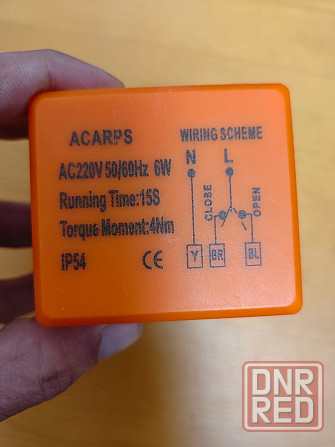 ACARPS
AC220V 50/60Hz 6W
Running Time:15S
Torque Moment:4Nm
IP54
CE
WIRING SCHEME
N L
CLOSE
OPEN
Y BR BL
DNR
RED